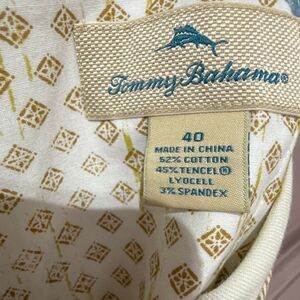 Tommy Bahama®
40
MADE IN CHINA
52% COTTON
45% TENCEL®
LYOCELL
3% SPANDEX